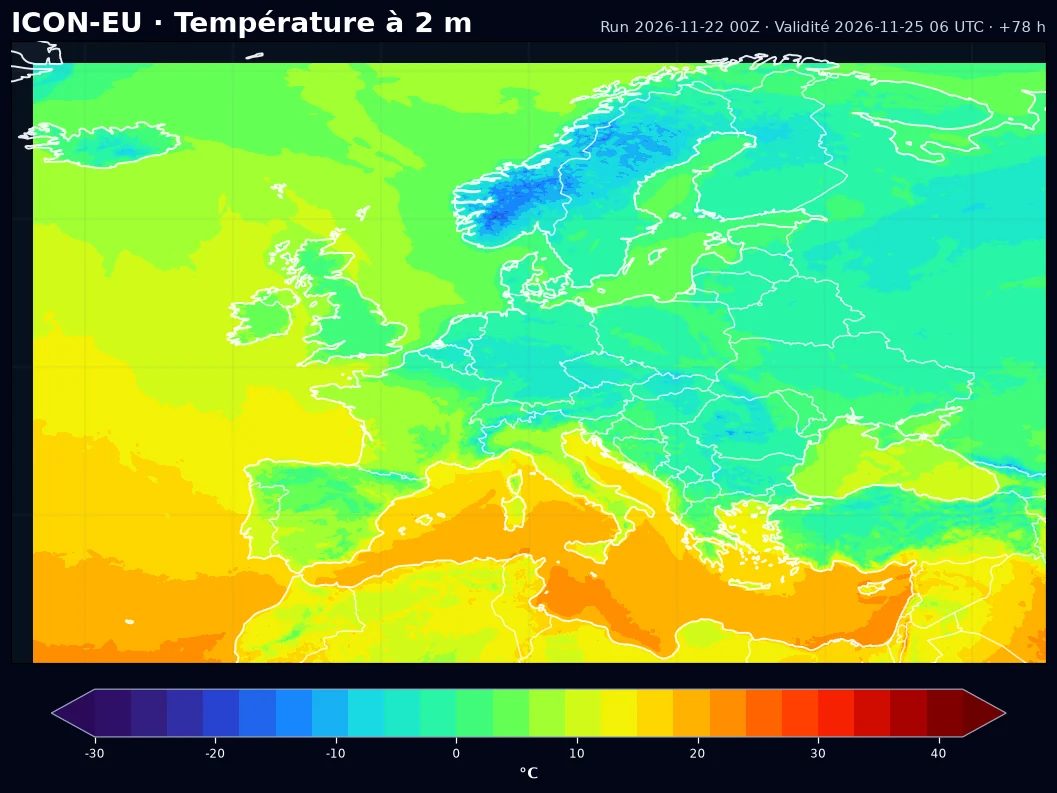 ICON-EU · Température à 2 m
Run 2026-11-22 00Z · Validité 2026-11-25 06 UTC · +78 h
-30 -20 -10 0 10 20 30 40
°C